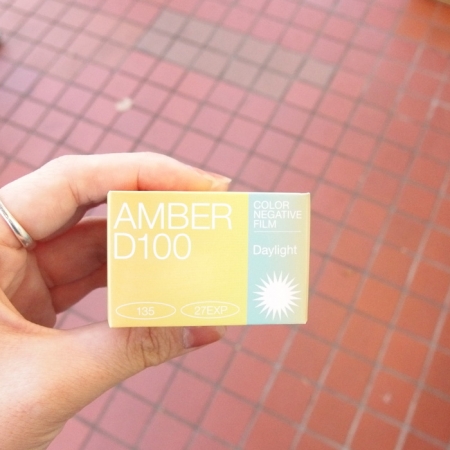 AMBER
D100
135
27EXP
COLOR
NEGATIVE
FILM
Daylight